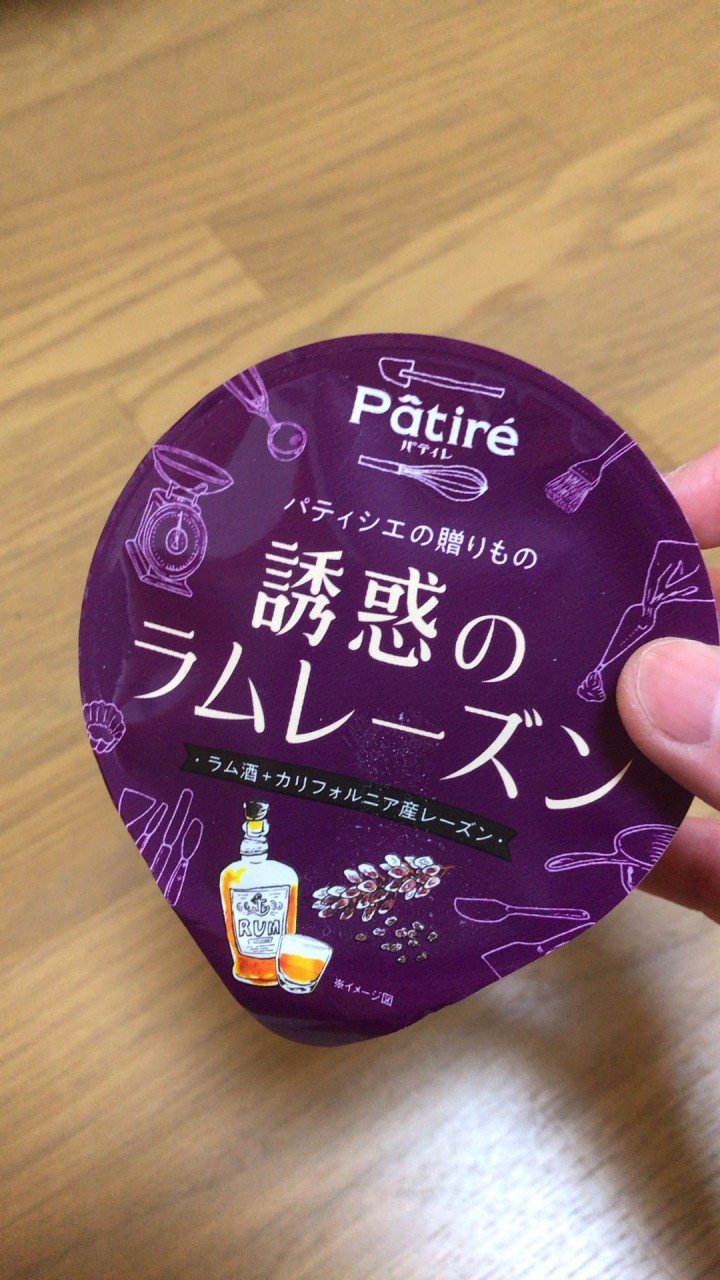 Pâtiré
パティレ
パティシエの贈りもの
誘惑の
ラムレーズン
・ラム酒+カリフォルニア産レーズン・
RUM
※イメージ図